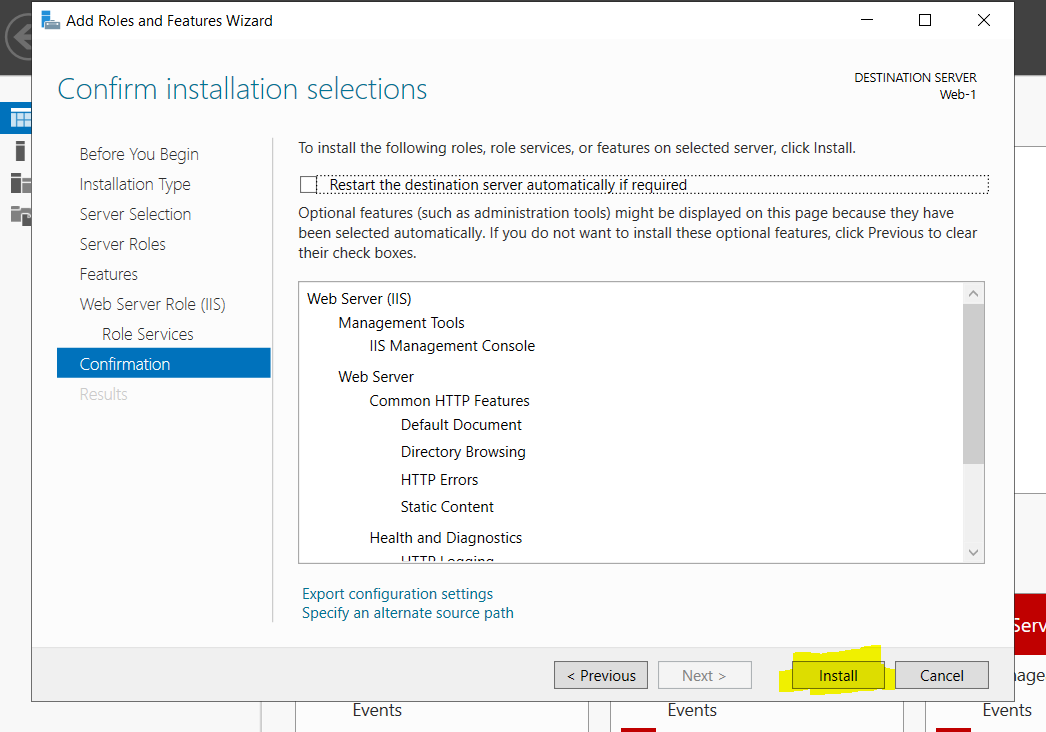 Add Roles and Features Wizard
Confirm installation selections
DESTINATION SERVER
Web-1
Before You Begin
Installation Type
Server Selection
Server Roles
Features
Web Server Role (IIS)
Role Services
Confirmation
Results
To install the following roles, role services, or features on selected server, click Install.
Restart the destination server automatically if required
Optional features (such as administration tools) might be displayed on this page because they have
been selected automatically. If you do not want to install these optional features, click Previous to clear
their check boxes.
Web Server (IIS)
Management Tools
IIS Management Console
Web Server
Common HTTP Features
Default Document
Directory Browsing
HTTP Errors
Static Content
Health and Diagnostics
HTTP Logging
Export configuration settings
Specify an alternate source path
< Previous
Next >
Install
Cancel
Events
Events
Events